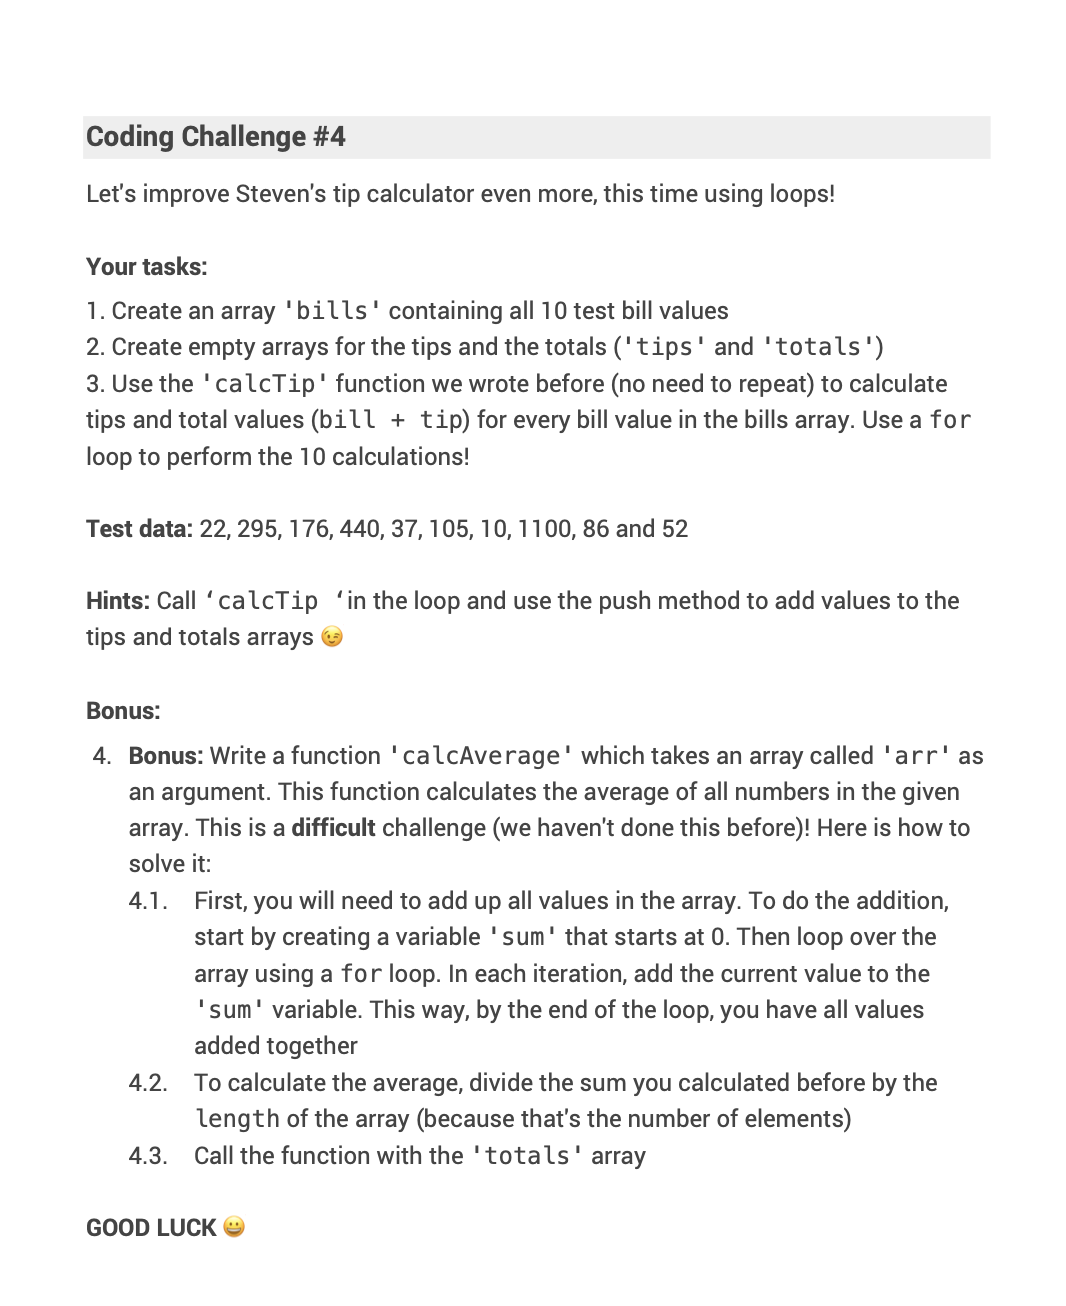 Coding Challenge #4
Let's improve Steven's tip calculator even more, this time using loops!
Your tasks:
1. Create an array 'bills' containing all 10 test bill values
2. Create empty arrays for the tips and the totals ('tips' and 'totals')
3. Use the 'calcTip' function we wrote before (no need to repeat) to calculate
tips and total values (bill + tip) for every bill value in the bills array. Use a for
loop to perform the 10 calculations!
Test data: 22, 295, 176, 440, 37, 105, 10, 1100, 86 and 52
Hints: Call ‘calcTip ‘in the loop and use the push method to add values to the
tips and totals arrays 😉
Bonus:
4. Bonus: Write a function 'calcAverage' which takes an array called 'arr' as
an argument. This function calculates the average of all numbers in the given
array. This is a difficult challenge (we haven't done this before)! Here is how to
solve it:
4.1. First, you will need to add up all values in the array. To do the addition,
start by creating a variable 'sum' that starts at 0. Then loop over the
array using a for loop. In each iteration, add the current value to the
'sum' variable. This way, by the end of the loop, you have all values
added together
4.2. To calculate the average, divide the sum you calculated before by the
length of the array (because that's the number of elements)
4.3. Call the function with the 'totals' array
GOOD LUCK 😀